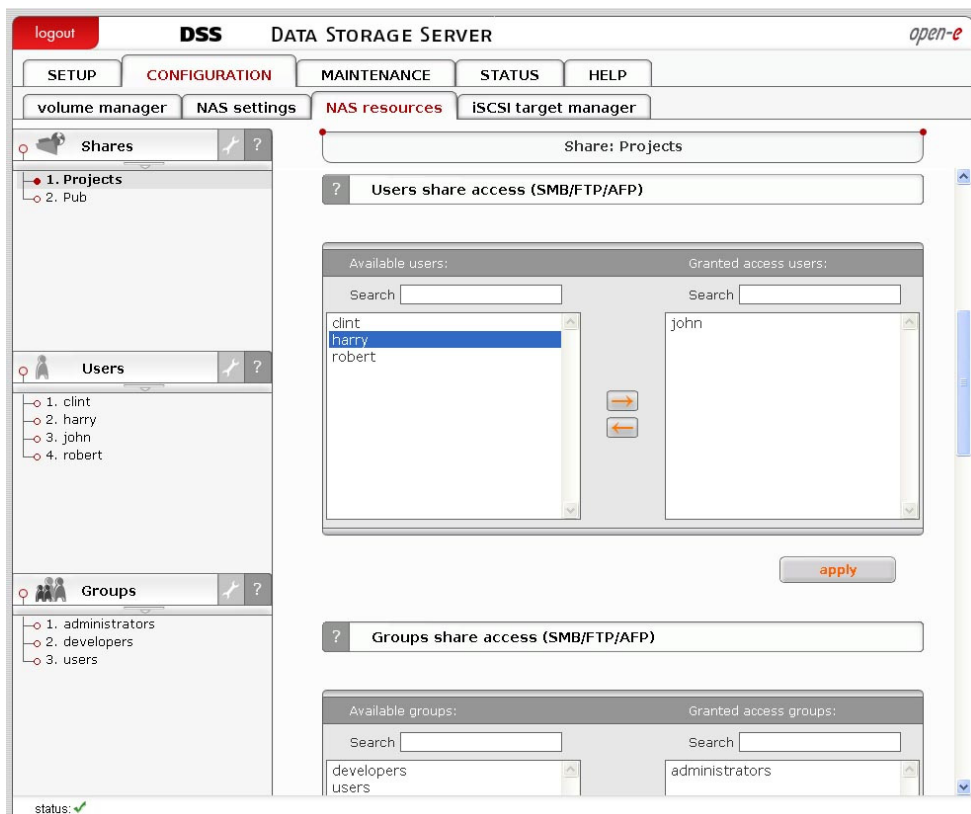 logout
DSS DATA STORAGE SERVER
open-e
SETUP CONFIGURATION MAINTENANCE STATUS HELP
volume manager NAS settings NAS resources iSCSI target manager
Shares ?
1. Projects
2. Pub
Users ?
1. clint
2. harry
3. john
4. robert
Groups ?
1. administrators
2. developers
3. users
Share: Projects
? Users share access (SMB/FTP/AFP)
Available users: Granted access users:
Search Search
clint john
harry
robert
apply
? Groups share access (SMB/FTP/AFP)
Available groups: Granted access groups:
Search Search
developers administrators
users
status: